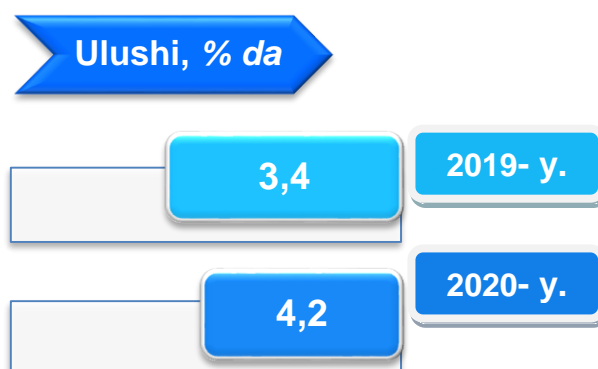 Ulushi, % da
3,4
2019- y.
4,2
2020- y.